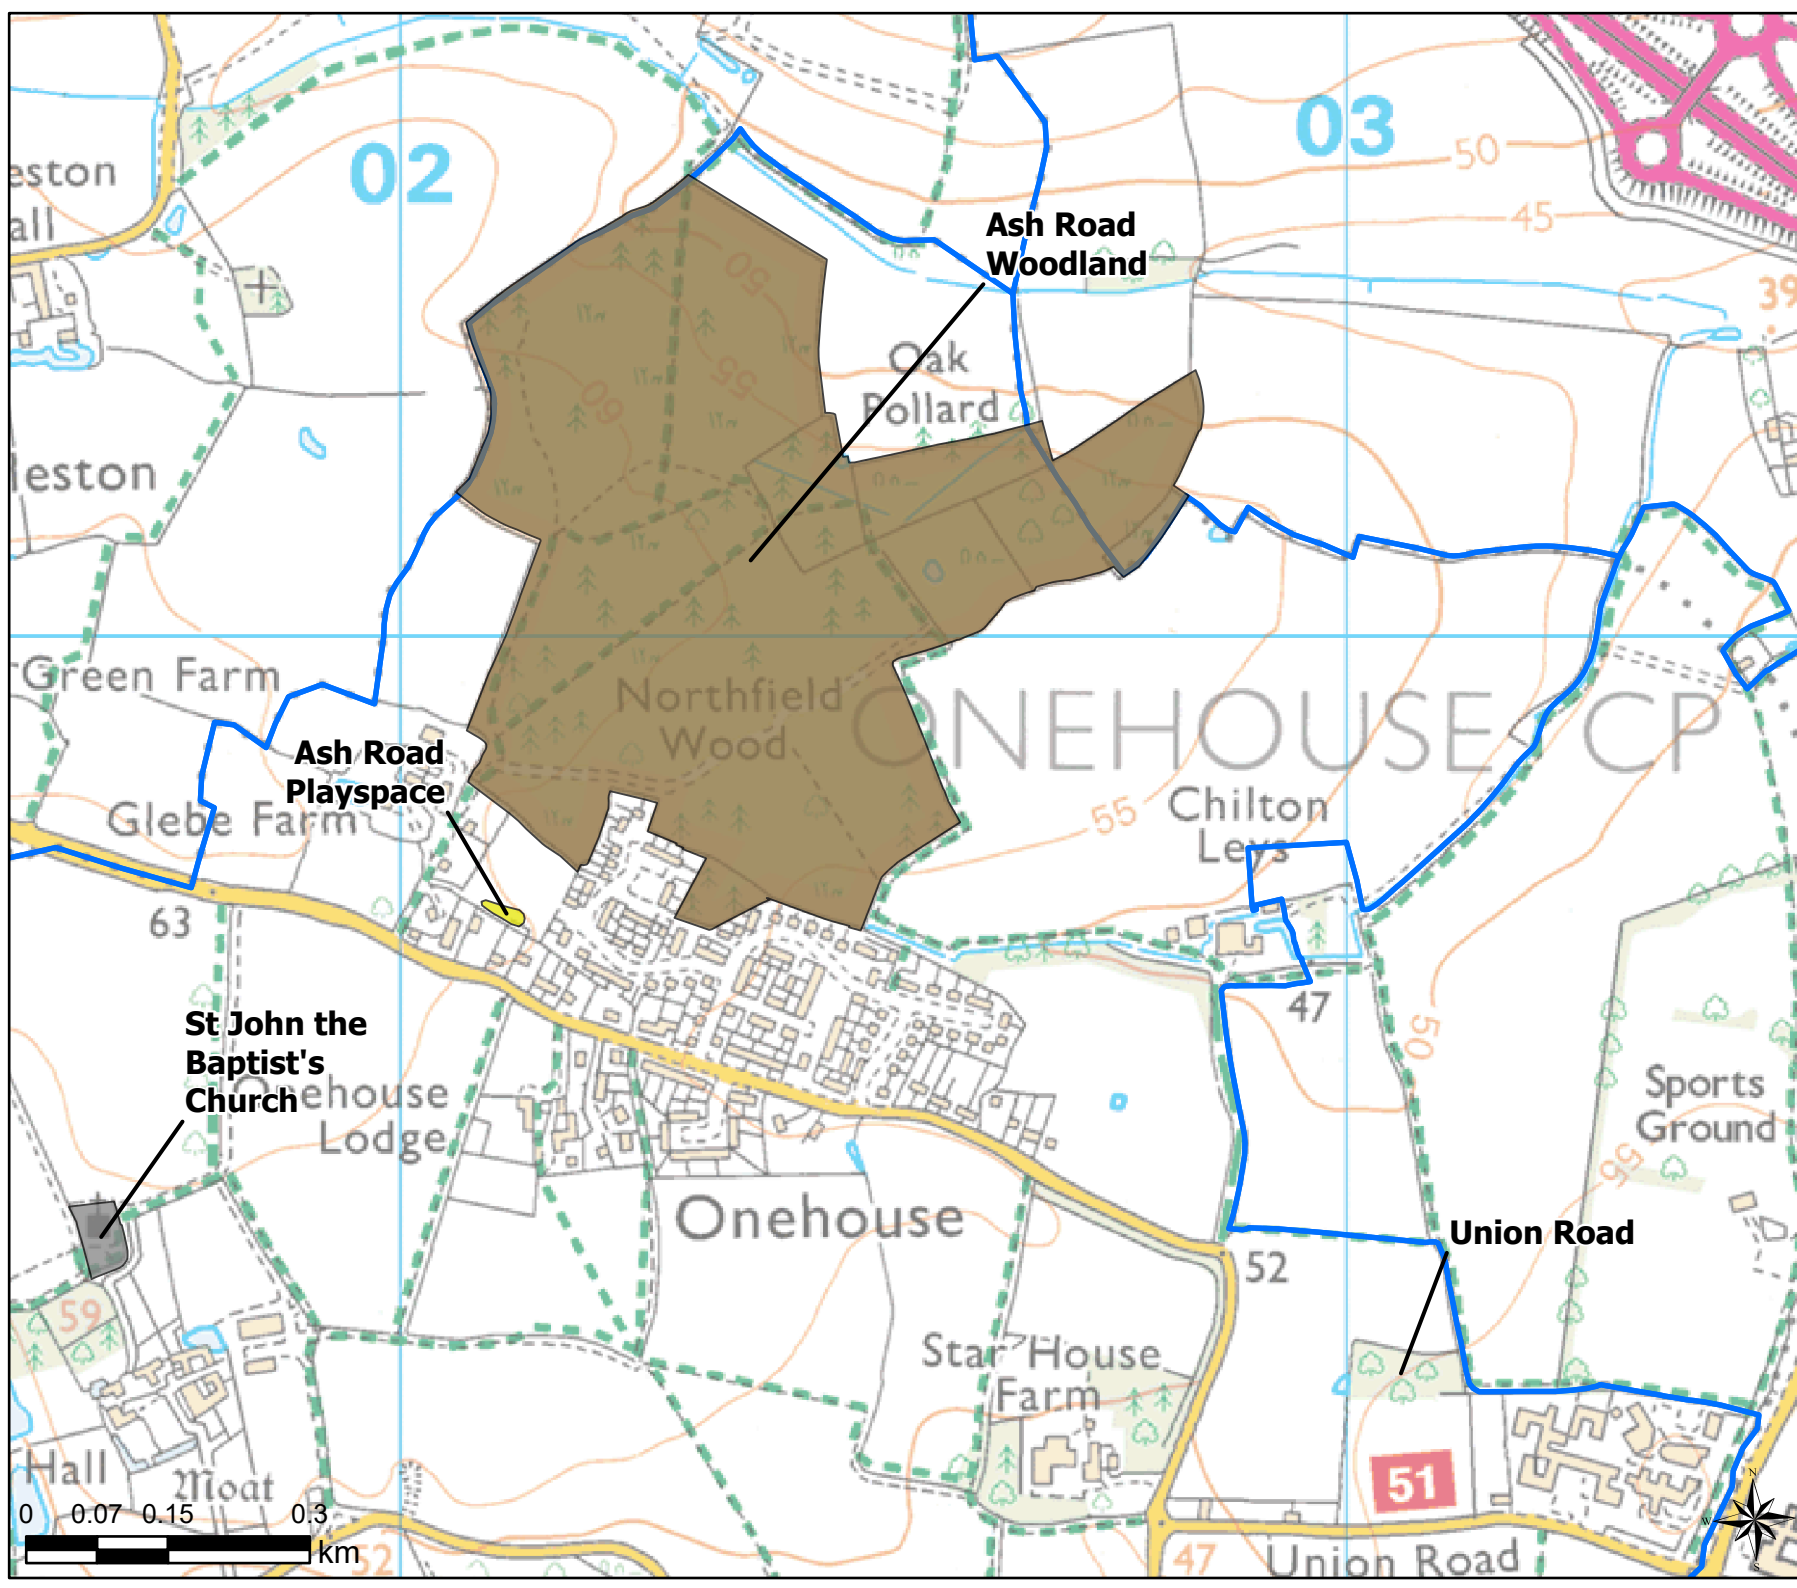 02
03
50
45
39
eston
all
Ash Road
Woodland
50
55
60
Oak
Pollard
leston
Green Farm
Northfield
Wood
ONEHOUSE CP
Ash Road
Playspace
Glebe Farm
55
Chilton
Leys
63
47
50
St John the
Baptist's
Church
Onehouse
Lodge
Sports
Ground
55
Onehouse
Union Road
52
59
Star House
Farm
Hall
Moat
51
0 0.07 0.15 0.3
km
52
47
Union Road
N
W
S